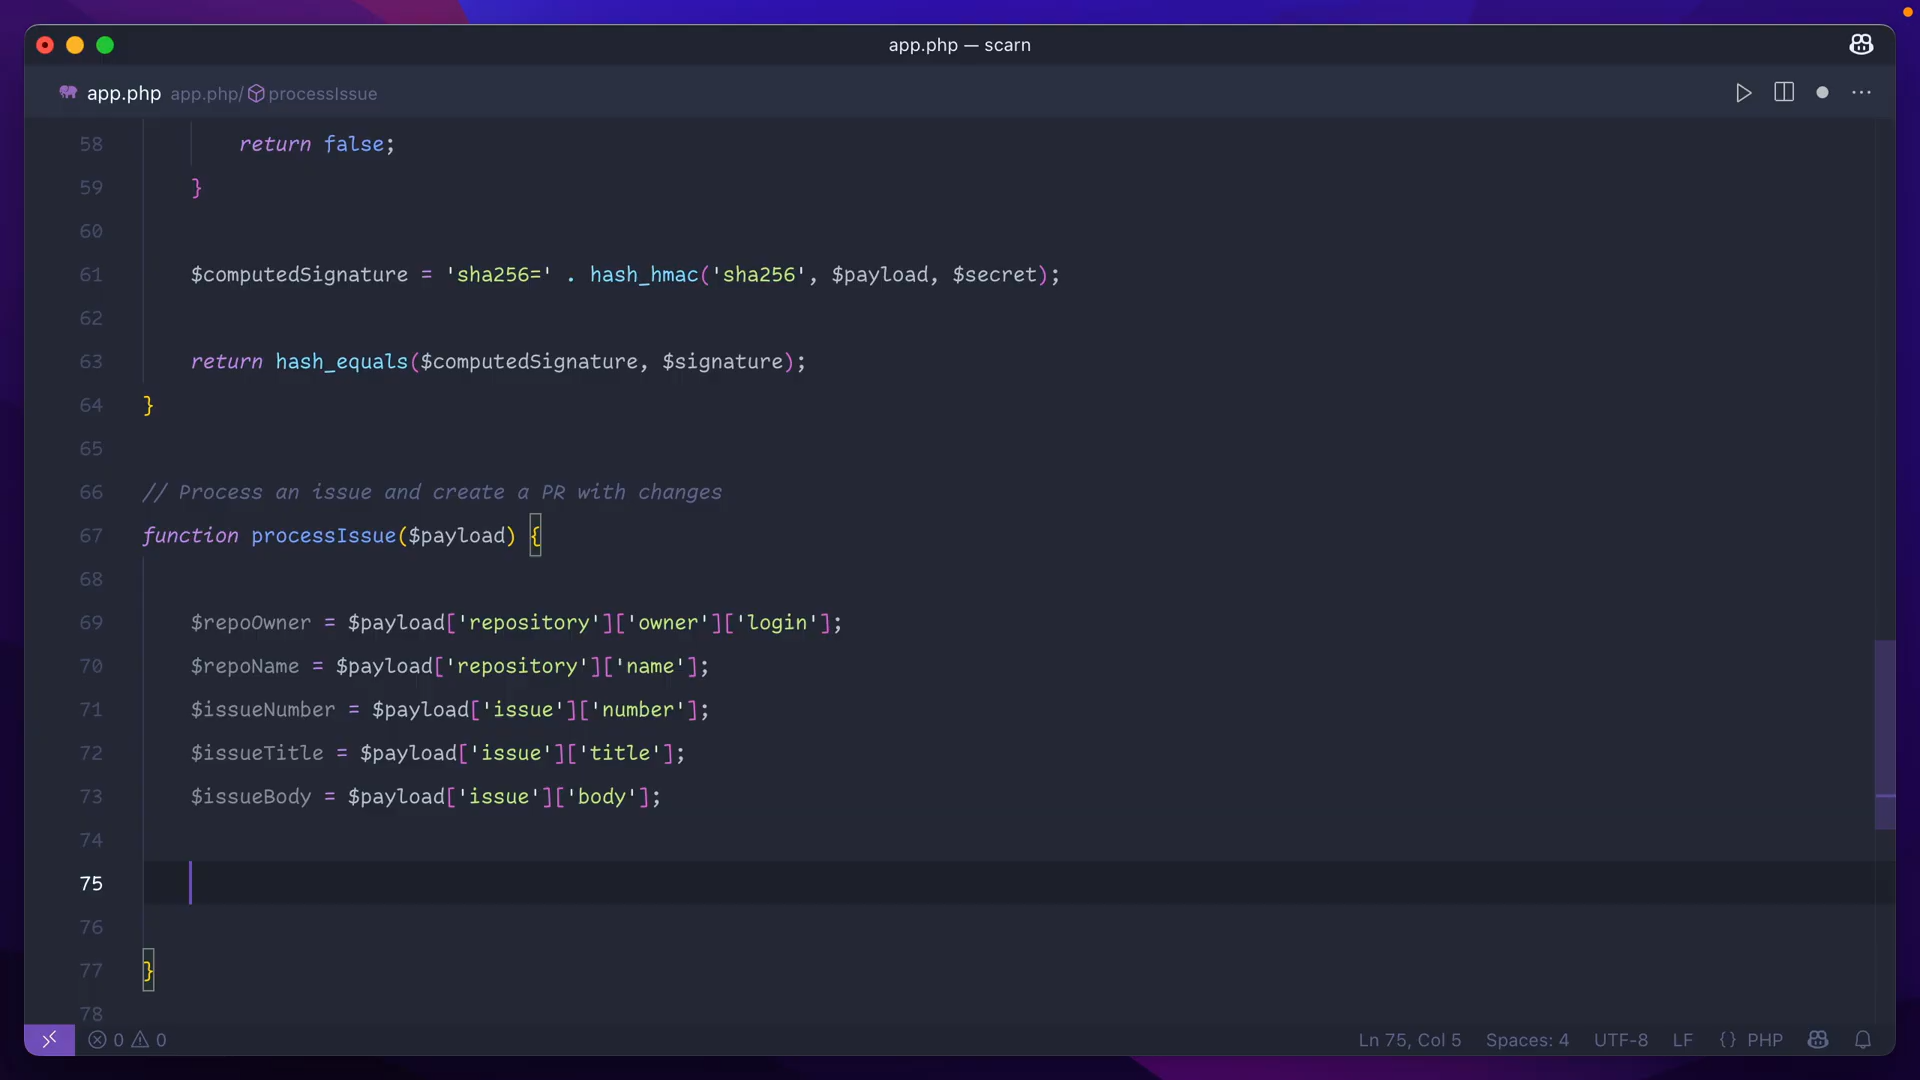 app.php — scarn
app.php app.php/ processIssue
58 return false;
59 }
60
61 $computedSignature = 'sha256=' . hash_hmac('sha256', $payload, $secret);
62
63 return hash_equals($computedSignature, $signature);
64 }
65
66 // Process an issue and create a PR with changes
67 function processIssue($payload) {
68
69 $repoOwner = $payload['repository']['owner']['login'];
70 $repoName = $payload['repository']['name'];
71 $issueNumber = $payload['issue']['number'];
72 $issueTitle = $payload['issue']['title'];
73 $issueBody = $payload['issue']['body'];
74
75
76
77 }
78
0 0 Ln 75, Col 5 Spaces: 4 UTF-8 LF {} PHP